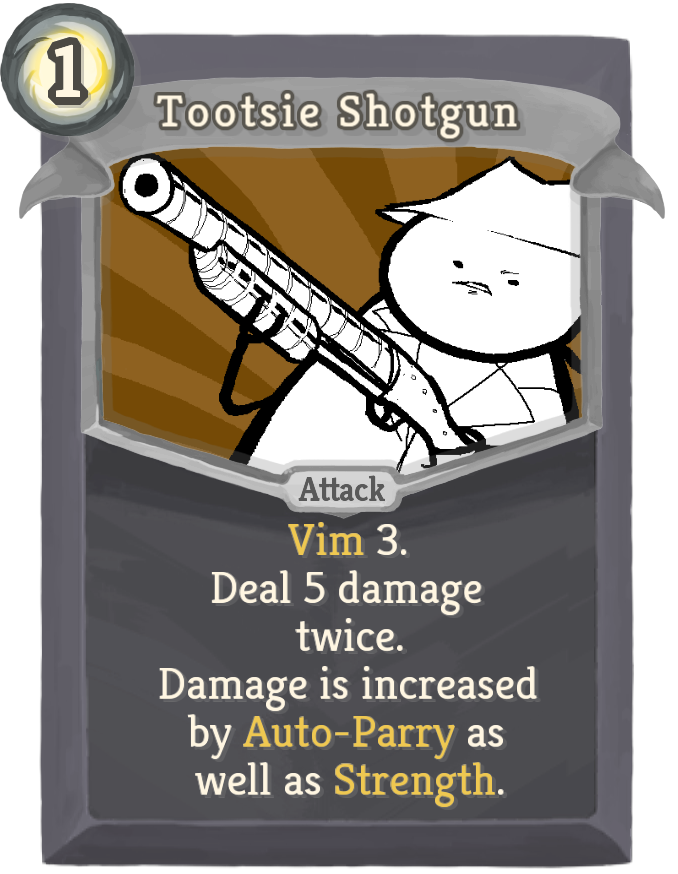 1
Tootsie Shotgun
Attack
Vim 3.
Deal 5 damage
twice.
Damage is increased
by Auto-Parry as
well as Strength.